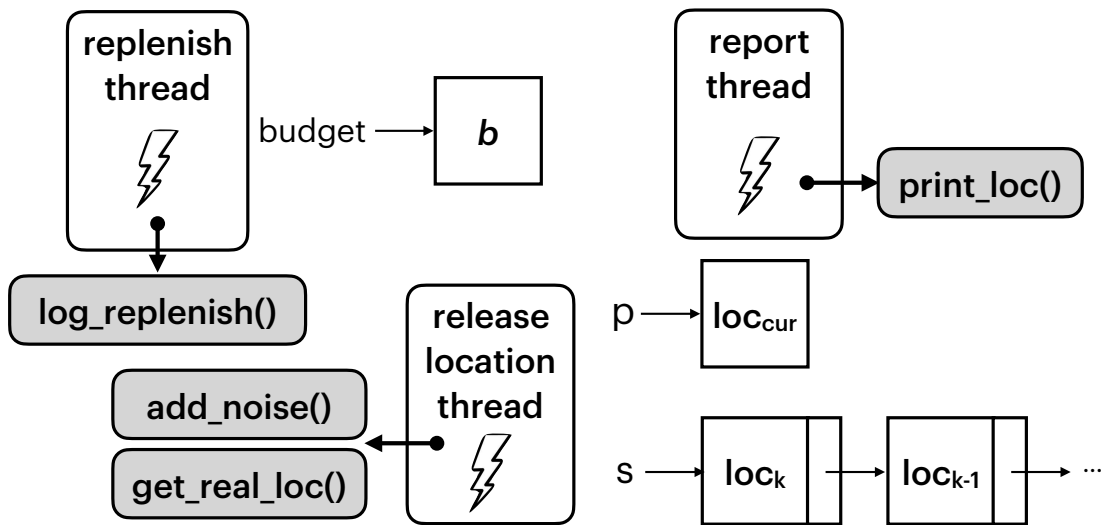 replenish
thread
budget
b
log_replenish()
report
thread
print_loc()
release
location
thread
add_noise()
get_real_loc()
p
loccur
s
lock
lock-1
...